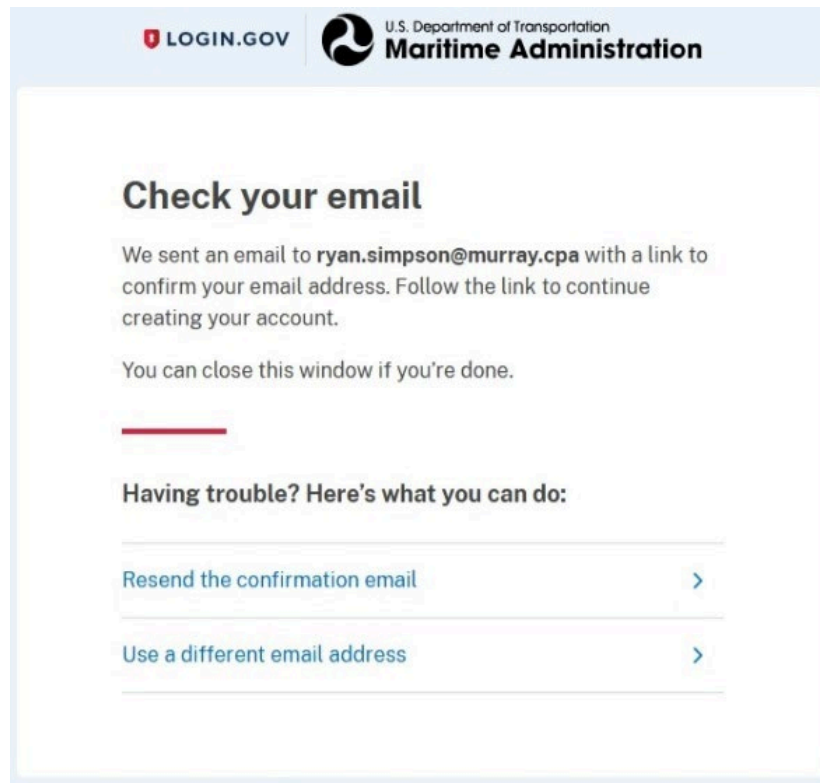 LOGIN.GOV
U.S. Department of Transportation
Maritime Administration
Check your email
We sent an email to ryan.simpson@murray.cpa with a link to
confirm your email address. Follow the link to continue
creating your account.
You can close this window if you're done.
Having trouble? Here's what you can do:
Resend the confirmation email
Use a different email address